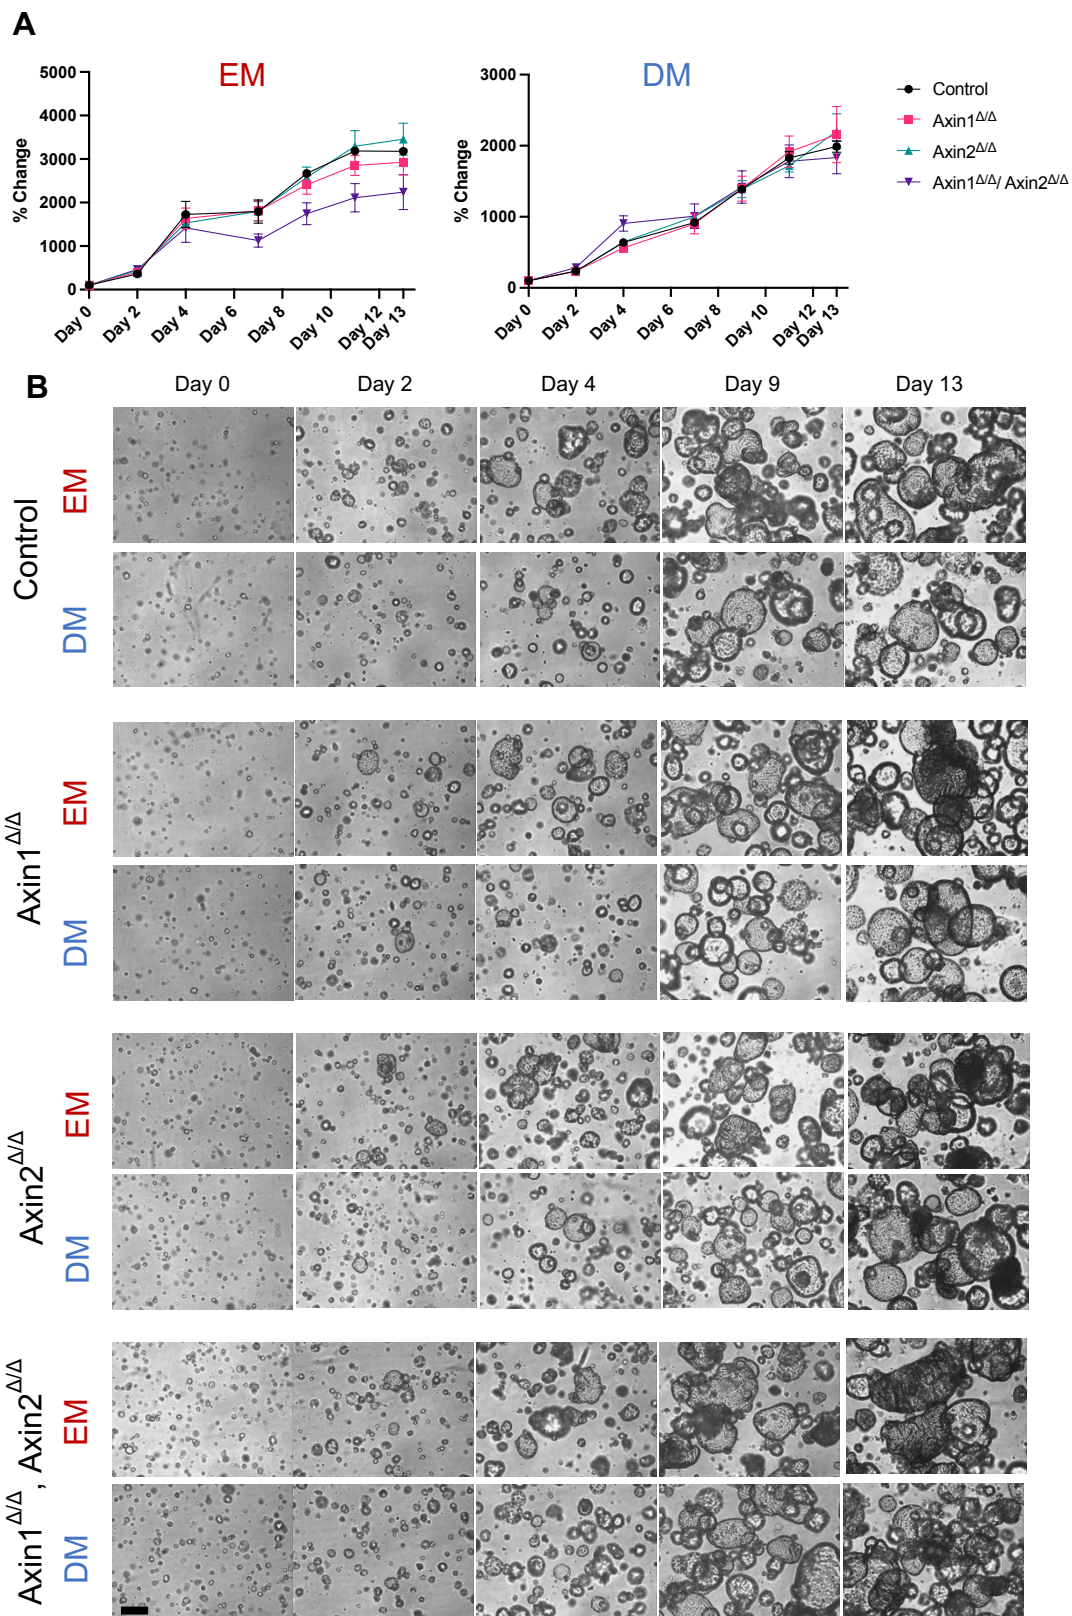 A
EM
% Change
5000
4000
3000
2000
1000
0
Day 0
Day 2
Day 4
Day 6
Day 8
Day 10
Day 12
Day 13
DM
% Change
3000
2000
1000
0
Day 0
Day 2
Day 4
Day 6
Day 8
Day 10
Day 12
Day 13
Control
Axin1Δ/Δ
Axin2Δ/Δ
Axin1Δ/Δ/ Axin2Δ/Δ
B
Day 0
Day 2
Day 4
Day 9
Day 13
Control
EM
DM
Axin1Δ/Δ
EM
DM
Axin2Δ/Δ
EM
DM
Axin1Δ/Δ, Axin2Δ/Δ
EM
DM